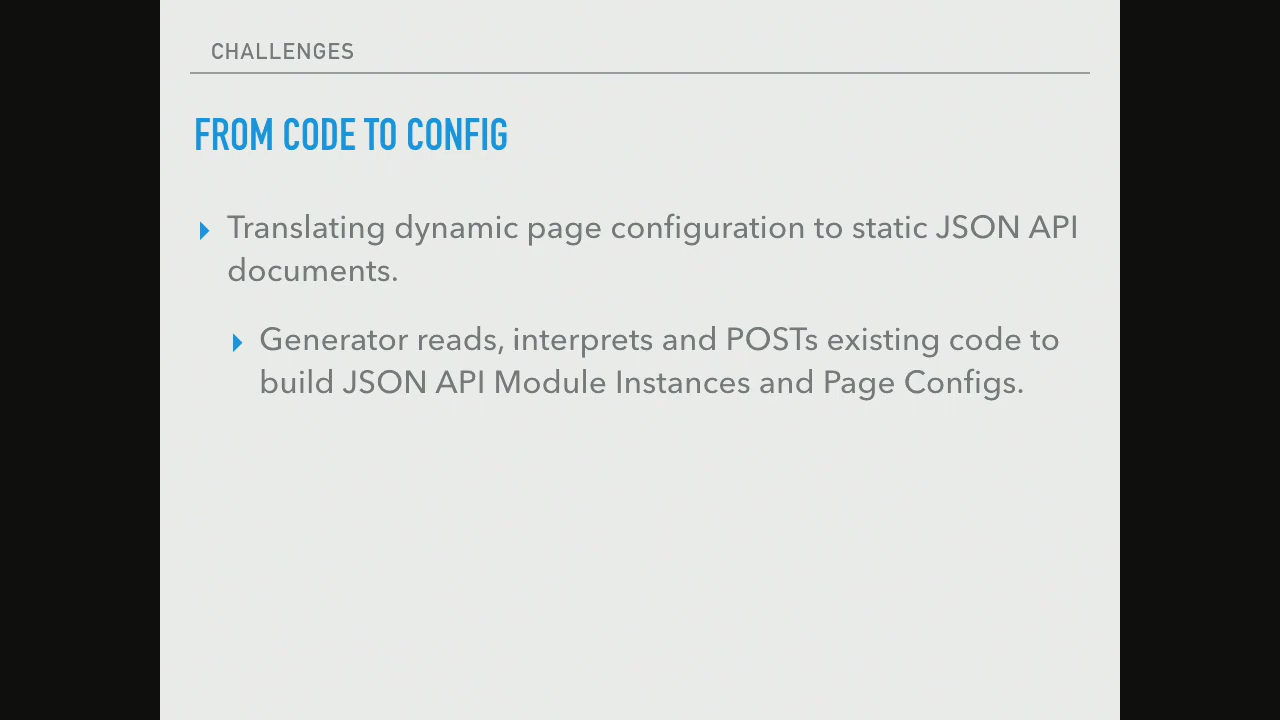 CHALLENGES
FROM CODE TO CONFIG
Translating dynamic page configuration to static JSON API
documents.
Generator reads, interprets and POSTs existing code to
build JSON API Module Instances and Page Configs.